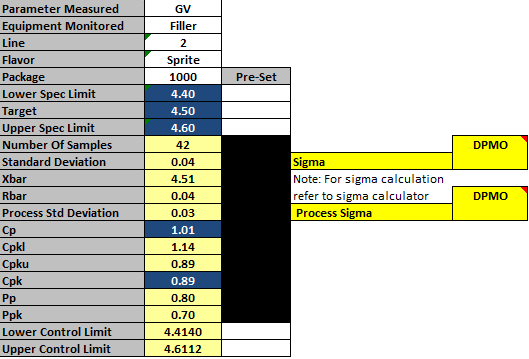 Parameter Measured GV
Equipment Monitored Filler
Line 2
Flavor Sprite
Package 1000 Pre-Set
Lower Spec Limit 4.40
Target 4.50
Upper Spec Limit 4.60
Number Of Samples 42 DPMO
Standard Deviation 0.04 Sigma
Xbar 4.51 Note: For sigma calculation
Rbar 0.04 refer to sigma calculator DPMO
Process Std Deviation 0.03 Process Sigma
Cp 1.01
Cpkl 1.14
Cpku 0.89
Cpk 0.89
Pp 0.80
Ppk 0.70
Lower Control Limit 4.4140
Upper Control Limit 4.6112